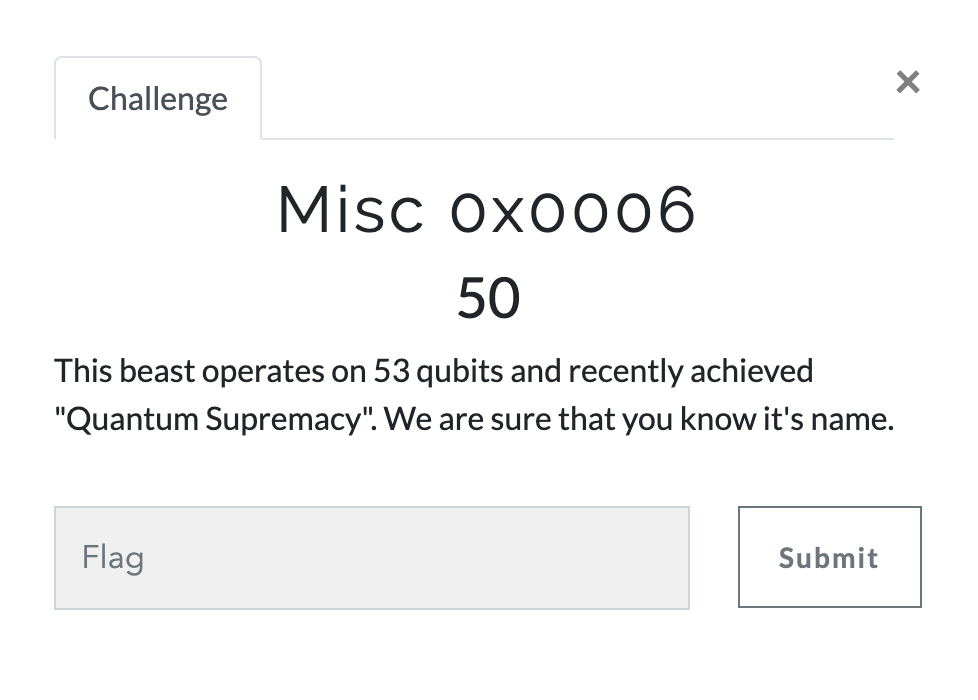 Challenge
×
Misc 0x0006
50
This beast operates on 53 qubits and recently achieved
"Quantum Supremacy". We are sure that you know it's name.
Flag
Submit